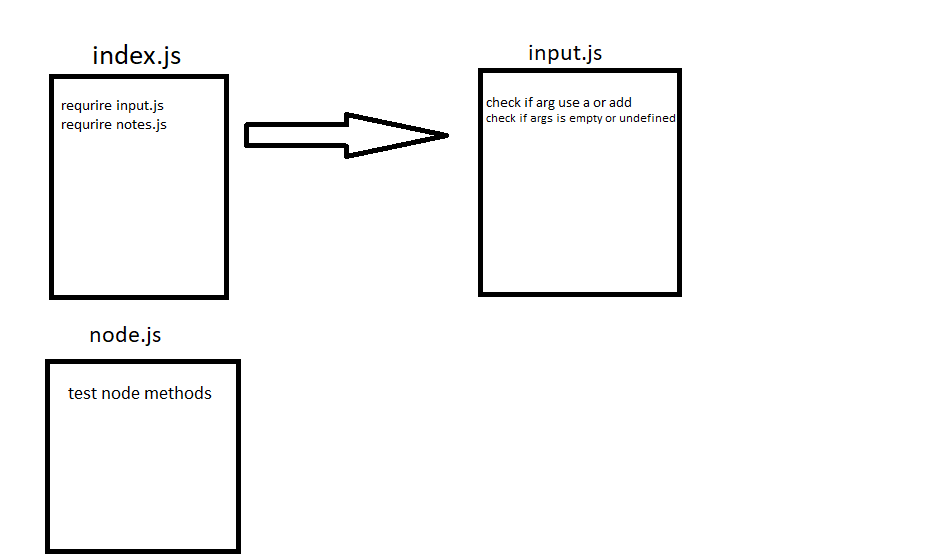 index.js
requrire input.js
requrire notes.js
input.js
check if arg use a or add
check if args is empty or undefined
node.js
test node methods